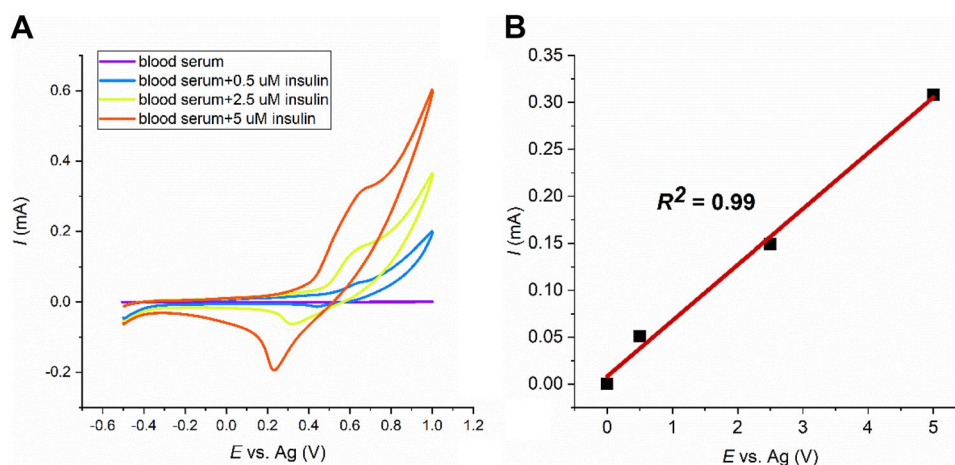 A
blood serum
blood serum+0.5 uM insulin
blood serum+2.5 uM insulin
blood serum+5 uM insulin
0.6
0.4
0.2
0.0
-0.2
I (mA)
-0.6 -0.4 -0.2 0.0 0.2 0.4 0.6 0.8 1.0 1.2
E vs. Ag (V)
B
0.35
0.30
0.25
0.20
0.15
0.10
0.05
0.00
I (mA)
R² = 0.99
0 1 2 3 4 5
E vs. Ag (V)